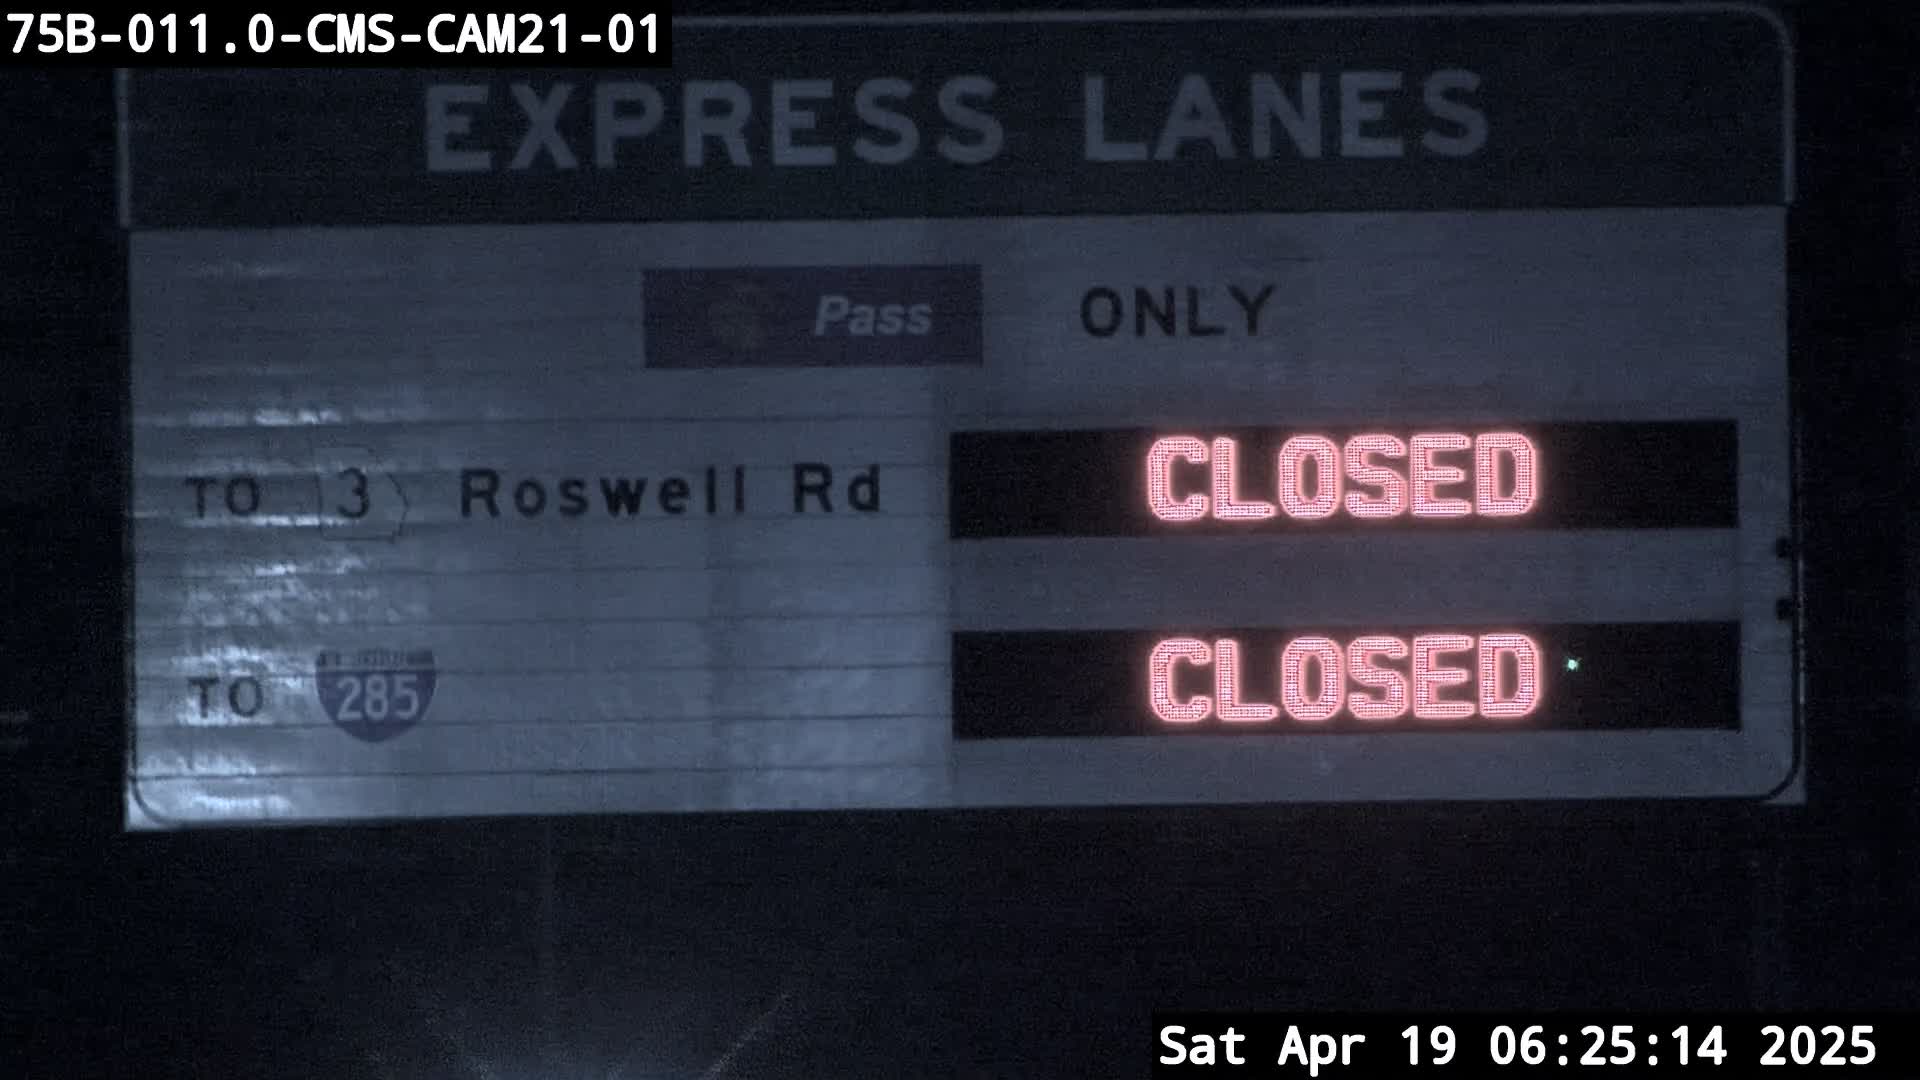 75B-011.0-CMS-CAM21-01
EXPRESS LANES
Pass ONLY
TO 3 Roswell Rd CLOSED
TO 285 CLOSED
Sat Apr 19 06:25:14 2025